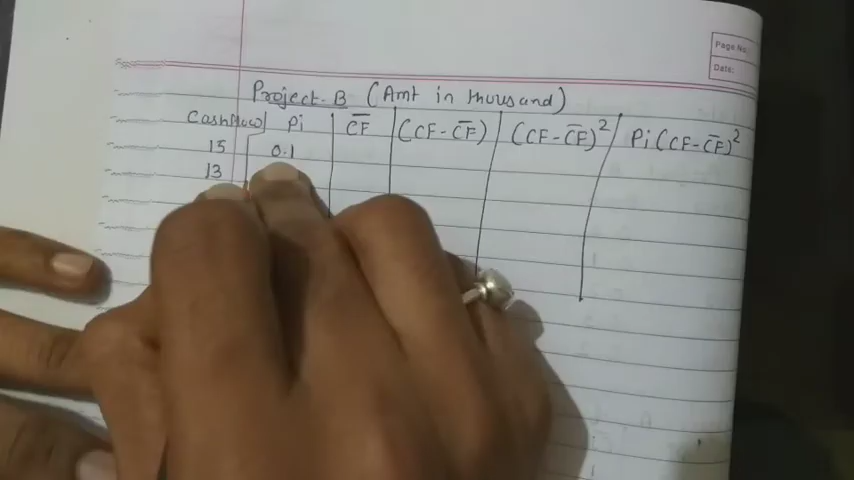 Page No.
Date:
Project-B (Amt in thousand)
Cashflow Pi C̅F̅ (CF-C̅F̅) (CF-C̅F̅)² Pi(CF-C̅F̅)²
15 0.1
13